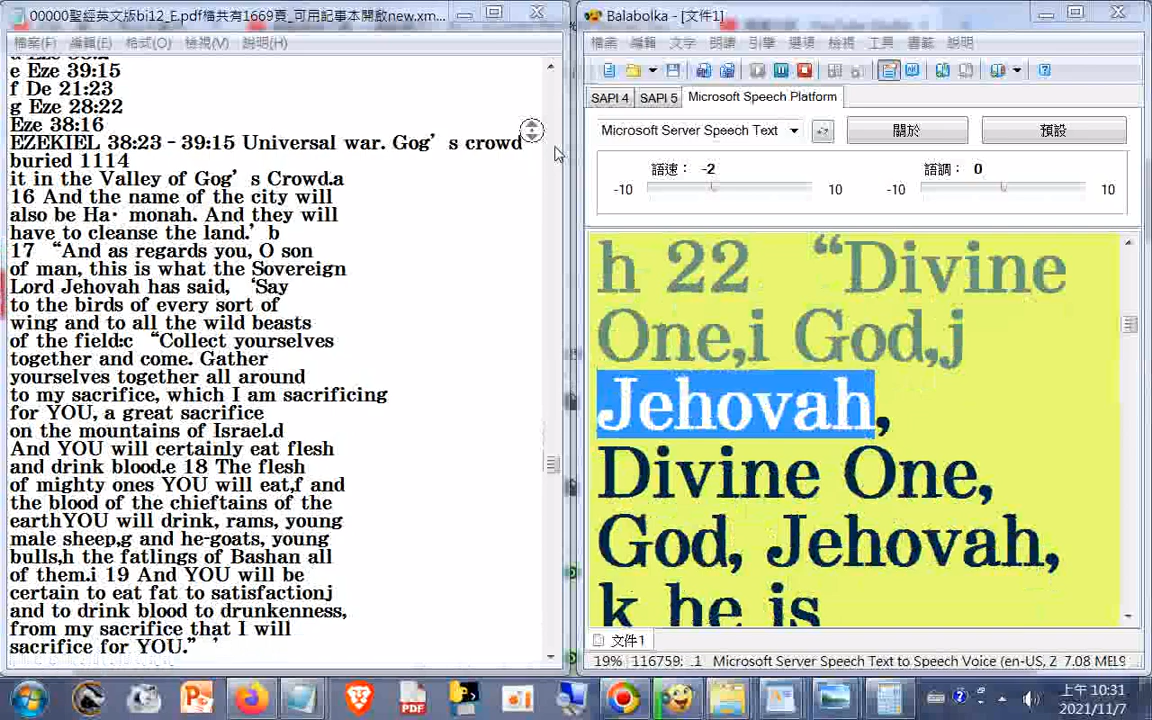 00000聖經英文版bi12_E.pdf檔共有1669頁_可用記事本開啟new.xm...
檔案(F) 編輯(E) 格式(O) 檢視(V) 說明(H)
e Eze 39:15
f De 21:23
g Eze 28:22
Eze 38:16
EZEKIEL 38:23–39:15 Universal war. Gog’s crowd
buried 1114
it in the Valley of Gog’s Crowd.a
16 And the name of the city will
also be Ha·monah. And they will
have to cleanse the land.’b
17 “And as regards you, O son
of man, this is what the Sovereign
Lord Jehovah has said, ‘Say
to the birds of every sort of
wing and to all the wild beasts
of the field:c “Collect yourselves
together and come. Gather
yourselves together all around
to my sacrifice, which I am sacrificing
for YOU, a great sacrifice
on the mountains of Israel.d
And YOU will certainly eat flesh
and drink blood.e 18 The flesh
of mighty ones YOU will eat,f and
the blood of the chieftains of the
earthYOU will drink, rams, young
male sheep,g and he-goats, young
bulls,h the fatlings of Bashan all
of them.i 19 And YOU will be
certain to eat fat to satisfactionj
and to drink blood to drunkenness,
from my sacrifice that I will
sacrifice for YOU.” ’
Balabolka - [文件1]
檔案 編輯 文字 朗讀 引擎 選項 檢視 工具 書籤 說明
SAPI 4 SAPI 5 Microsoft Speech Platform
Microsoft Server Speech Text 關於 預設
語速： -2 語調： 0
-10 10 -10 10
h 22 “Divine
One,i God,j
Jehovah,
Divine One,
God, Jehovah,
k he is
文件1
19% 116759: .1 Microsoft Server Speech Text to Speech Voice (en-US, Z 7.08 MB
上午 10:31
2021/11/7